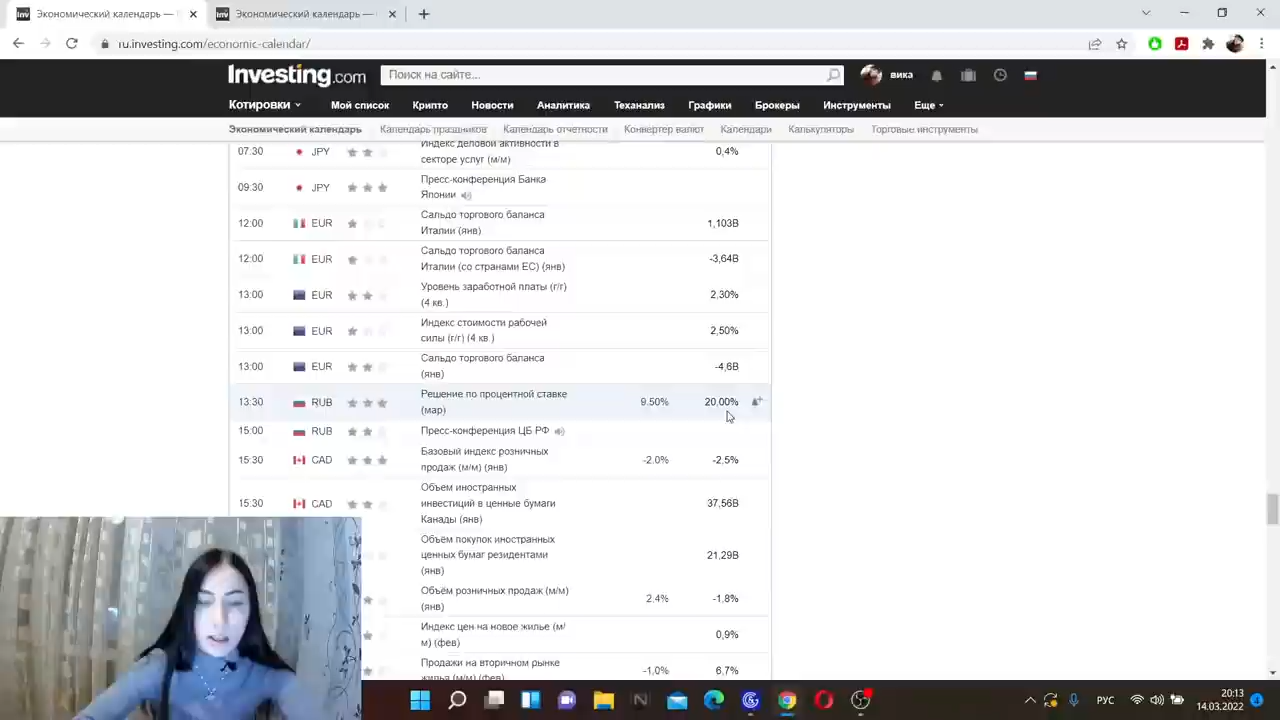 Экономический календарь —
Экономический календарь —
ru.investing.com/economic-calendar/
Investing.com
Поиск на сайте...
вика
Котировки
Мой список
Крипто
Новости
Аналитика
Теханализ
Графики
Брокеры
Инструменты
Еще
Экономический календарь
Календарь праздников
Календарь отчетности
Конвертер валют
Календари
Калькуляторы
Торговые инструменты
07:30 JPY Индекс деловой активности в
секторе услуг (м/м) 0,4%
09:30 JPY Пресс-конференция Банка
Японии
12:00 EUR Сальдо торгового баланса
Италии (янв) 1,103B
12:00 EUR Сальдо торгового баланса
Италии (со странами ЕС) (янв) -3,64B
13:00 EUR Уровень заработной платы (г/г)
(4 кв.) 2,30%
13:00 EUR Индекс стоимости рабочей
силы (г/г) (4 кв.) 2,50%
13:00 EUR Сальдо торгового баланса
(янв) -4,6B
13:30 RUB Решение по процентной ставке
(мар) 9.50% 20,00%
15:00 RUB Пресс-конференция ЦБ РФ
15:30 CAD Базовый индекс розничных
продаж (м/м) (янв) -2.0% -2,5%
15:30 CAD Объем иностранных
инвестиций в ценные бумаги
Канады (янв) 37,56B
Объём покупок иностранных
ценных бумаг резидентами
(янв) 21,29B
Объём розничных продаж (м/м)
(янв) 2.4% -1,8%
Индекс цен на новое жилье (м/
м) (фев) 0,9%
Продажи на вторичном рынке
жилья (м/м) (фев) -1,0% 6,7%
РУС
20:13
14.03.2022